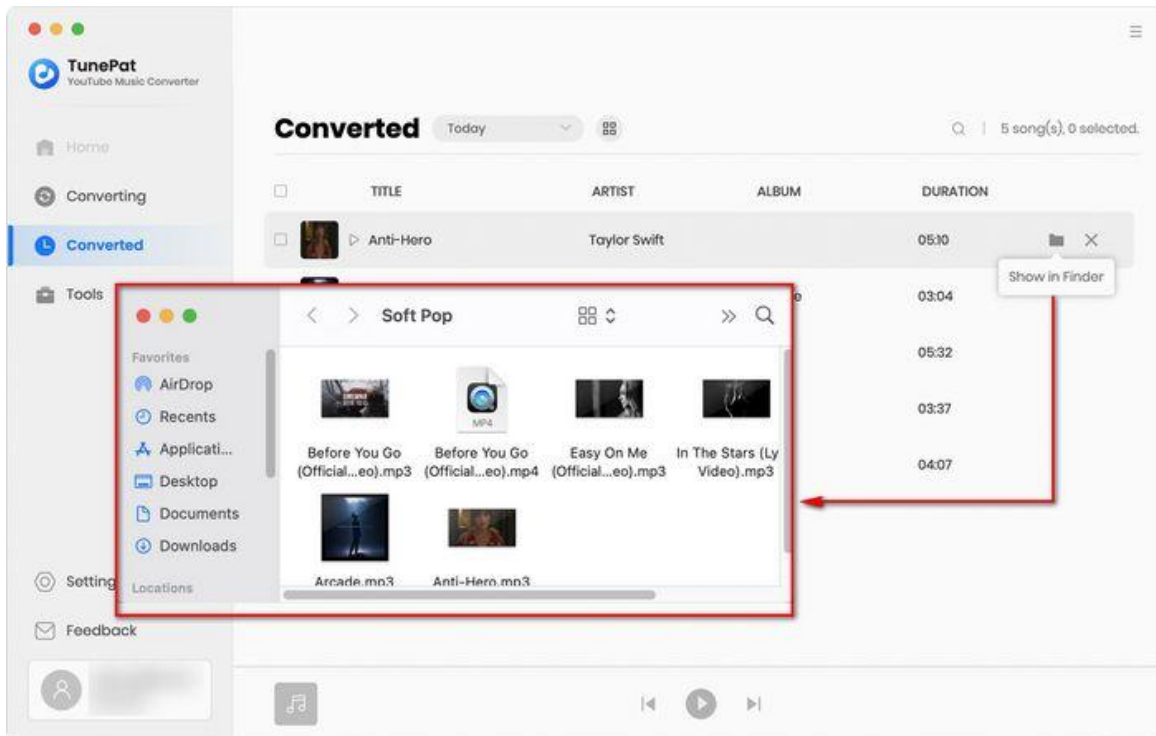 TunePat
YouTube Music Converter
Home
Converting
Converted
Tools
Setting
Feedback
Converted
Today
5 song(s), 0 selected.
TITLE ARTIST ALBUM DURATION
Anti-Hero Taylor Swift 05:10
Show in Finder
03:04
05:32
03:37
04:07
Soft Pop
Favorites
AirDrop
Recents
Applicati...
Desktop
Documents
Downloads
Locations
MP4
Before You Go
(Official...eo).mp3
Before You Go
(Official...eo).mp4
Easy On Me
(Official...eo).mp3
In The Stars (Ly
Video).mp3
Arcade.mp3
Anti-Hero.mp3